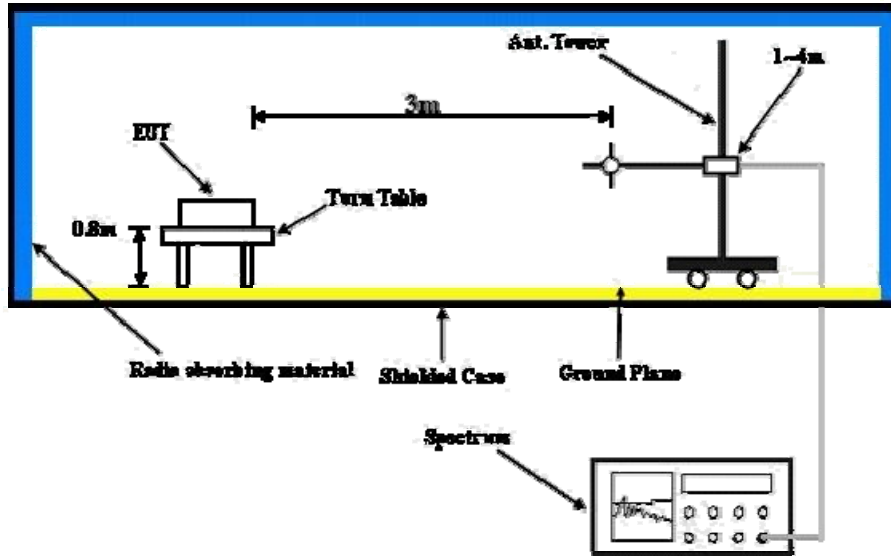 Ant. Tower
1~4m
3m
EUT
Turn Table
0.8m
Radio absorbing material
Shielded Case
Ground Plane
Spectrum